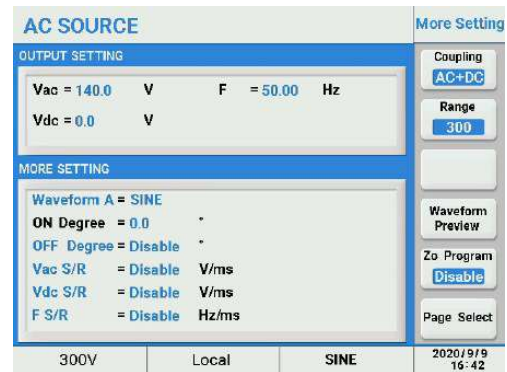 AC SOURCE
More Setting
OUTPUT SETTING
Vac = 140.0 V F = 50.00 Hz
Vdc = 0.0 V
MORE SETTING
Waveform A = SINE
ON Degree = 0.0 °
OFF Degree = Disable °
Vac S/R = Disable V/ms
Vdc S/R = Disable V/ms
F S/R = Disable Hz/ms
Coupling
AC+DC
Range
300
Waveform
Preview
Zo Program
Disable
Page Select
300V Local SINE
2020/9/9
16:42